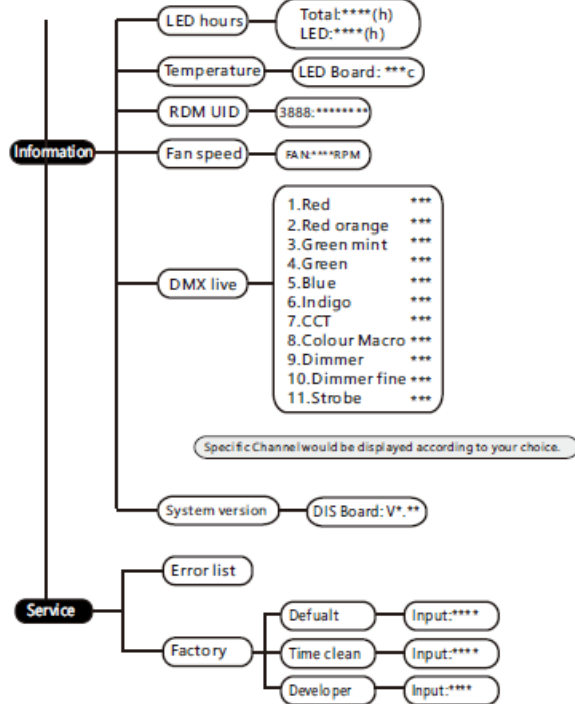 LED hours
Total:****(h)
LED:****(h)
Temperature
LED Board: ***c
RDM UID
3888:********
Information
Fan speed
FAN:****RPM
DMX live
1.Red ***
2.Red orange ***
3.Green mint ***
4.Green ***
5.Blue ***
6.Indigo ***
7.CCT ***
8.Colour Macro ***
9.Dimmer ***
10.Dimmer fine ***
11.Strobe ***
Specific Channel would be displayed according to your choice.
System version
DIS Board: V*.**
Error list
Service
Factory
Defualt
Input:****
Time clean
Input:****
Developer
Input:****